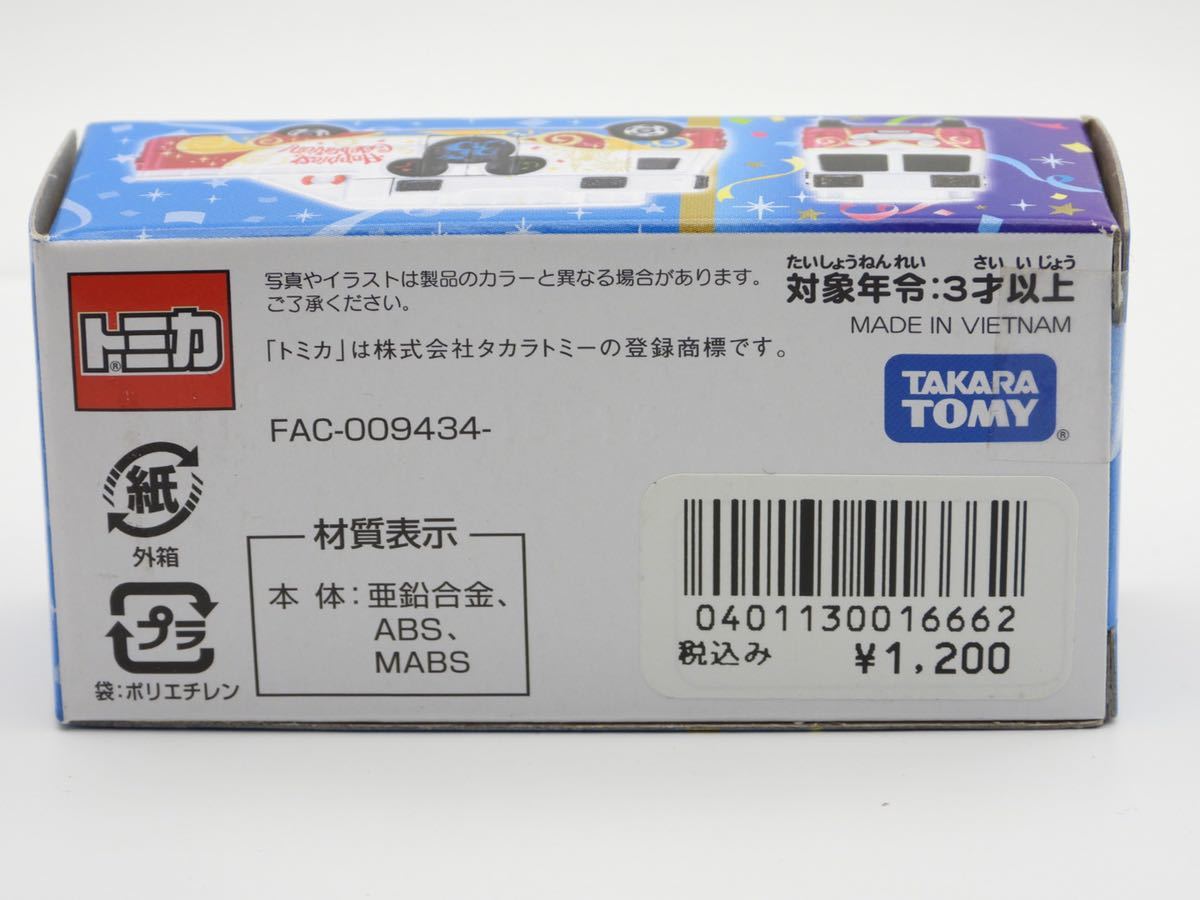 Happiest
Celebration!
トミカ®
写真やイラストは製品のカラーと異なる場合があります。
ご了承ください。
「トミカ」は株式会社タカラトミーの登録商標です。
たいしょうねんれい さい いじょう
対象年令:3才以上
MADE IN VIETNAM
TAKARA
TOMY®
FAC-009434-
紙
外箱
プラ
袋:ポリエチレン
材質表示
本 体:亜鉛合金、
ABS、
MABS
0401130016662
税込み ¥1,200